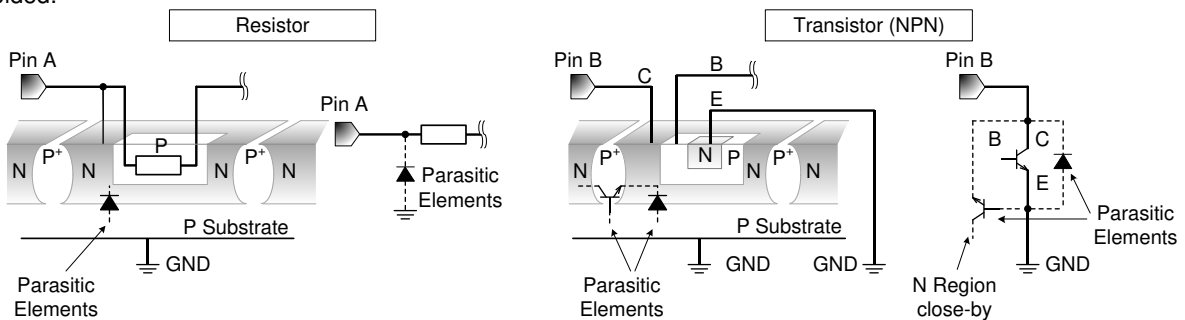 Resistor
Transistor (NPN)
Pin A
Pin A
N
P+
N
P
N
P+
N
Parasitic
Elements
P Substrate
GND
Parasitic
Elements
Pin B
C
B
E
N
P+
N
N
P
N
P+
N
P Substrate
GND
GND
Parasitic
Elements
Pin B
B
C
E
Parasitic
Elements
GND
N Region
close-by